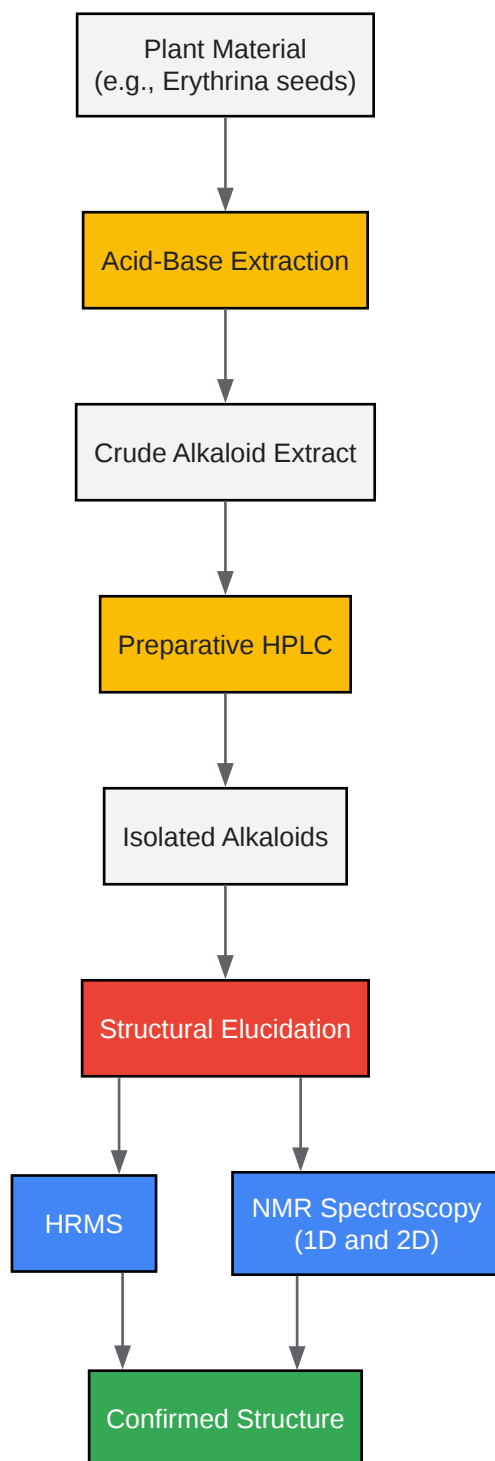 Plant Material
(e.g., Erythrina seeds)
Acid-Base Extraction
Crude Alkaloid Extract
Preparative HPLC
Isolated Alkaloids
Structural Elucidation
HRMS
NMR Spectroscopy
(1D and 2D)
Confirmed Structure